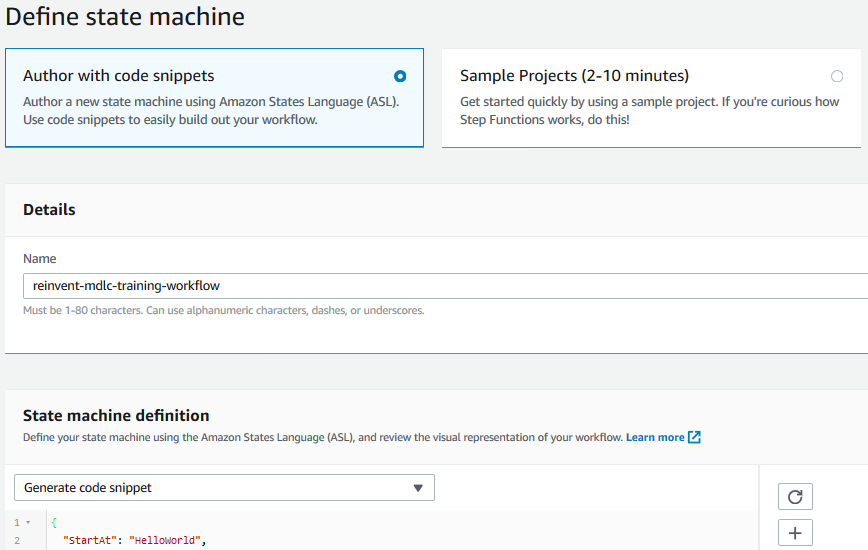 Define state machine
Author with code snippets
Author a new state machine using Amazon States Language (ASL).
Use code snippets to easily build out your workflow.
Sample Projects (2-10 minutes)
Get started quickly by using a sample project. If you're curious how
Step Functions works, do this!
Details
Name
reinvent-mdlc-training-workflow
Must be 1-80 characters. Can use alphanumeric characters, dashes, or underscores.
State machine definition
Define your state machine using the Amazon States Language (ASL), and review the visual representation of your workflow. Learn more
Generate code snippet
1 {
2 "StartAt": "HelloWorld",